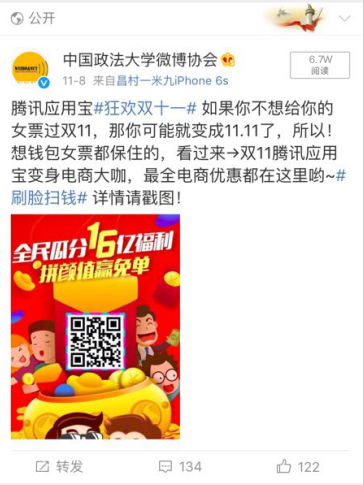 公开
中国政法大学微博协会
6.7W
阅读
11-8 来自昌村一米九iPhone 6s
腾讯应用宝#狂欢双十一# 如果你不想给你的
女票过双11，那你可能就变成11.11了，所以！
想钱包女票都保住的，看过来→双11腾讯应用
宝变身电商大咖，最全电商优惠都在这里哟~#
刷脸扫钱# 详情请戳图！
全民瓜分16亿福利
拼颜值赢免单
转发
134
122